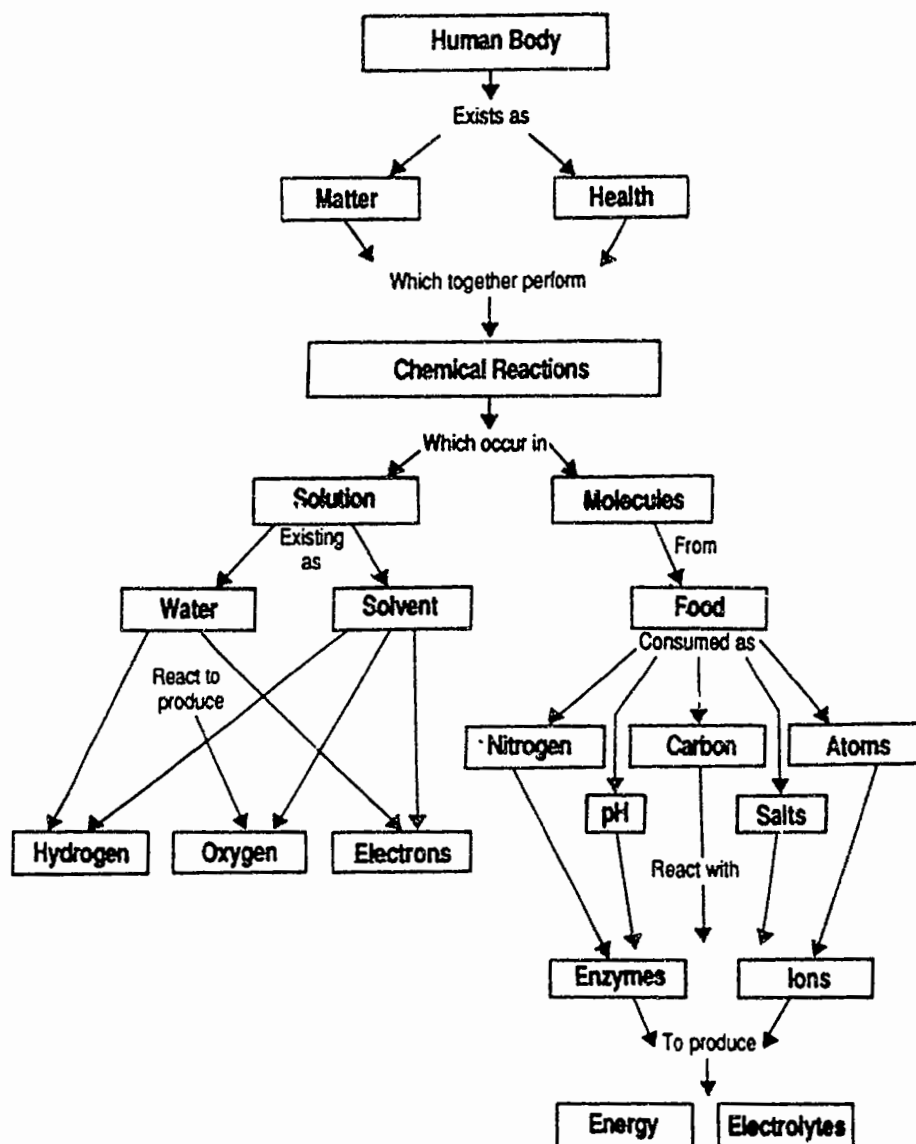 Human Body
Exists as
Matter
Health
Which together perform
Chemical Reactions
Which occur in
Solution
Molecules
Existing
as
From
Water
Solvent
Food
Consumed as
React to
produce
Nitrogen
Carbon
Atoms
pH
Salts
Hydrogen
Oxygen
Electrons
React with
Enzymes
Ions
To produce
Energy
Electrolytes